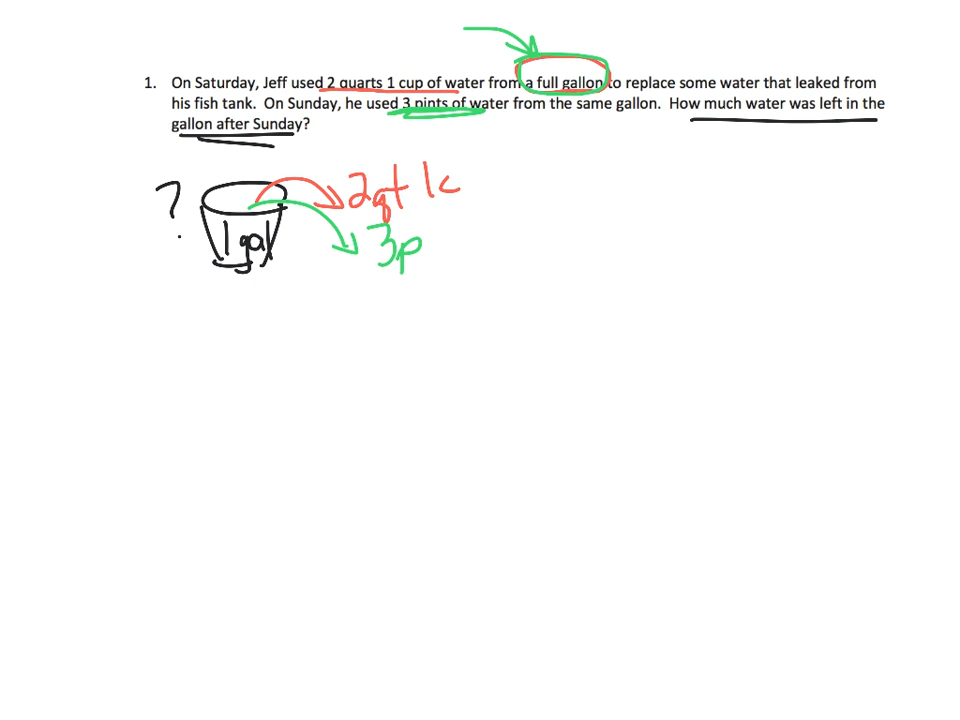 1. On Saturday, Jeff used 2 quarts 1 cup of water from a full gallon to replace some water that leaked from
his fish tank. On Sunday, he used 3 pints of water from the same gallon. How much water was left in the
gallon after Sunday?
? 2qt 1c
1 gal 3p